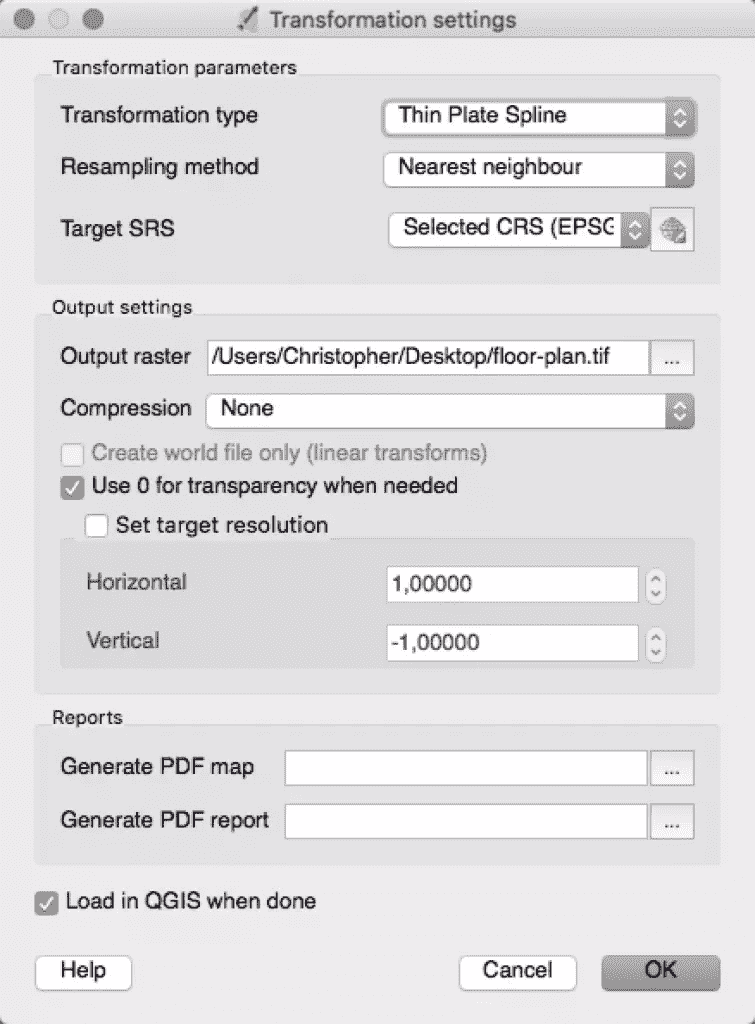 Transformation settings
Transformation parameters
Transformation type Thin Plate Spline
Resampling method Nearest neighbour
Target SRS Selected CRS (EPSG
Output settings
Output raster /Users/Christopher/Desktop/floor-plan.tif ...
Compression None
Create world file only (linear transforms)
Use 0 for transparency when needed
Set target resolution
Horizontal 1,00000
Vertical -1,00000
Reports
Generate PDF map ...
Generate PDF report ...
Load in QGIS when done
Help Cancel OK